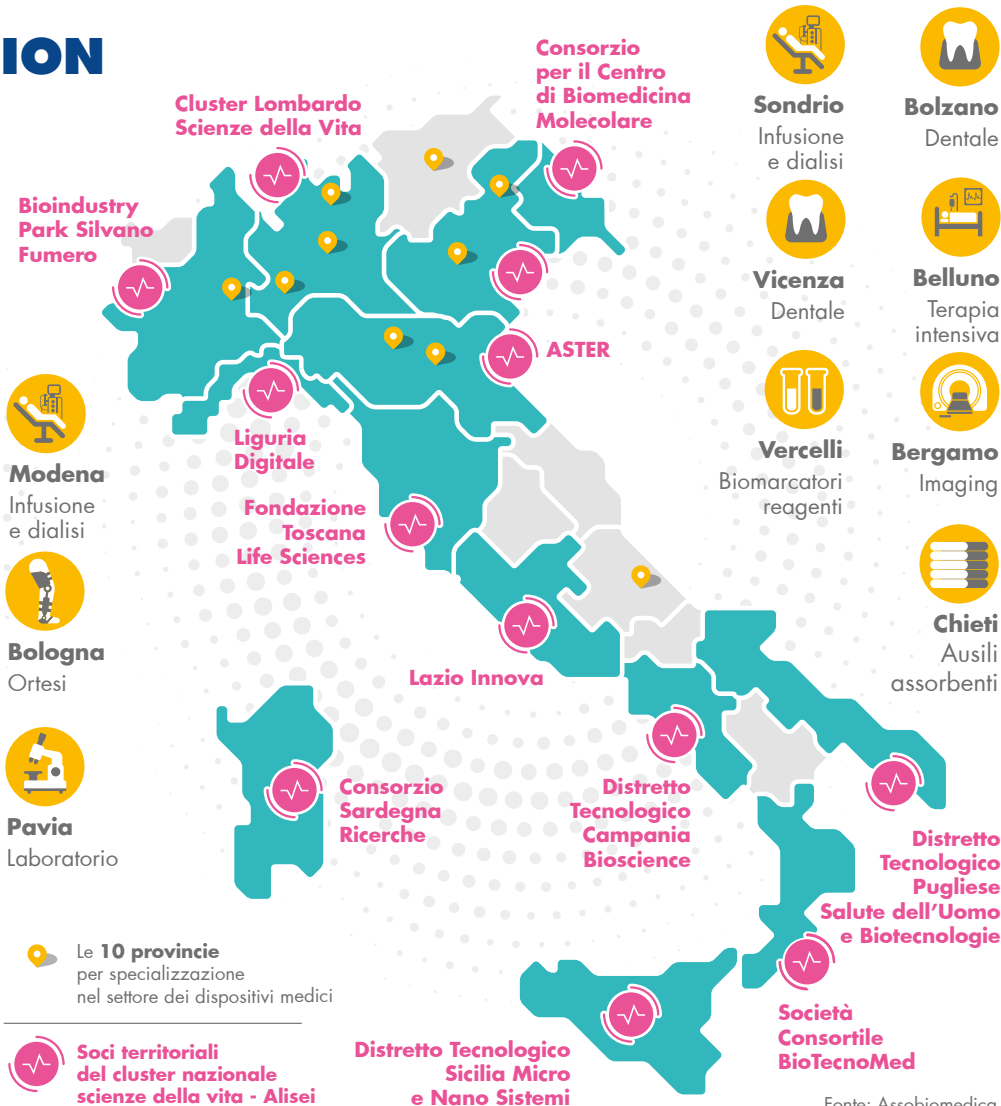 ION
Consorzio
per il Centro
di Biomedicina
Molecolare
Cluster Lombardo
Scienze della Vita
Bioindustry
Park Silvano
Fumero
ASTER
Liguria
Digitale
Fondazione
Toscana
Life Sciences
Lazio Innova
Consorzio
Sardegna
Ricerche
Distretto
Tecnologico
Campania
Bioscience
Distretto
Tecnologico
Pugliese
Salute dell'Uomo
e Biotecnologie
Società
Consortile
BioTecnoMed
Distretto Tecnologico
Sicilia Micro
e Nano Sistemi
Sondrio
Infusione
e dialisi
Bolzano
Dentale
Vicenza
Dentale
Belluno
Terapia
intensiva
Vercelli
Biomarcatori
reagenti
Bergamo
Imaging
Chieti
Ausili
assorbenti
Modena
Infusione
e dialisi
Bologna
Ortesi
Pavia
Laboratorio
Le 10 provincie
per specializzazione
nel settore dei dispositivi medici
Soci territoriali
del cluster nazionale
scienze della vita - Alisei
Fonte: Assobiomedica